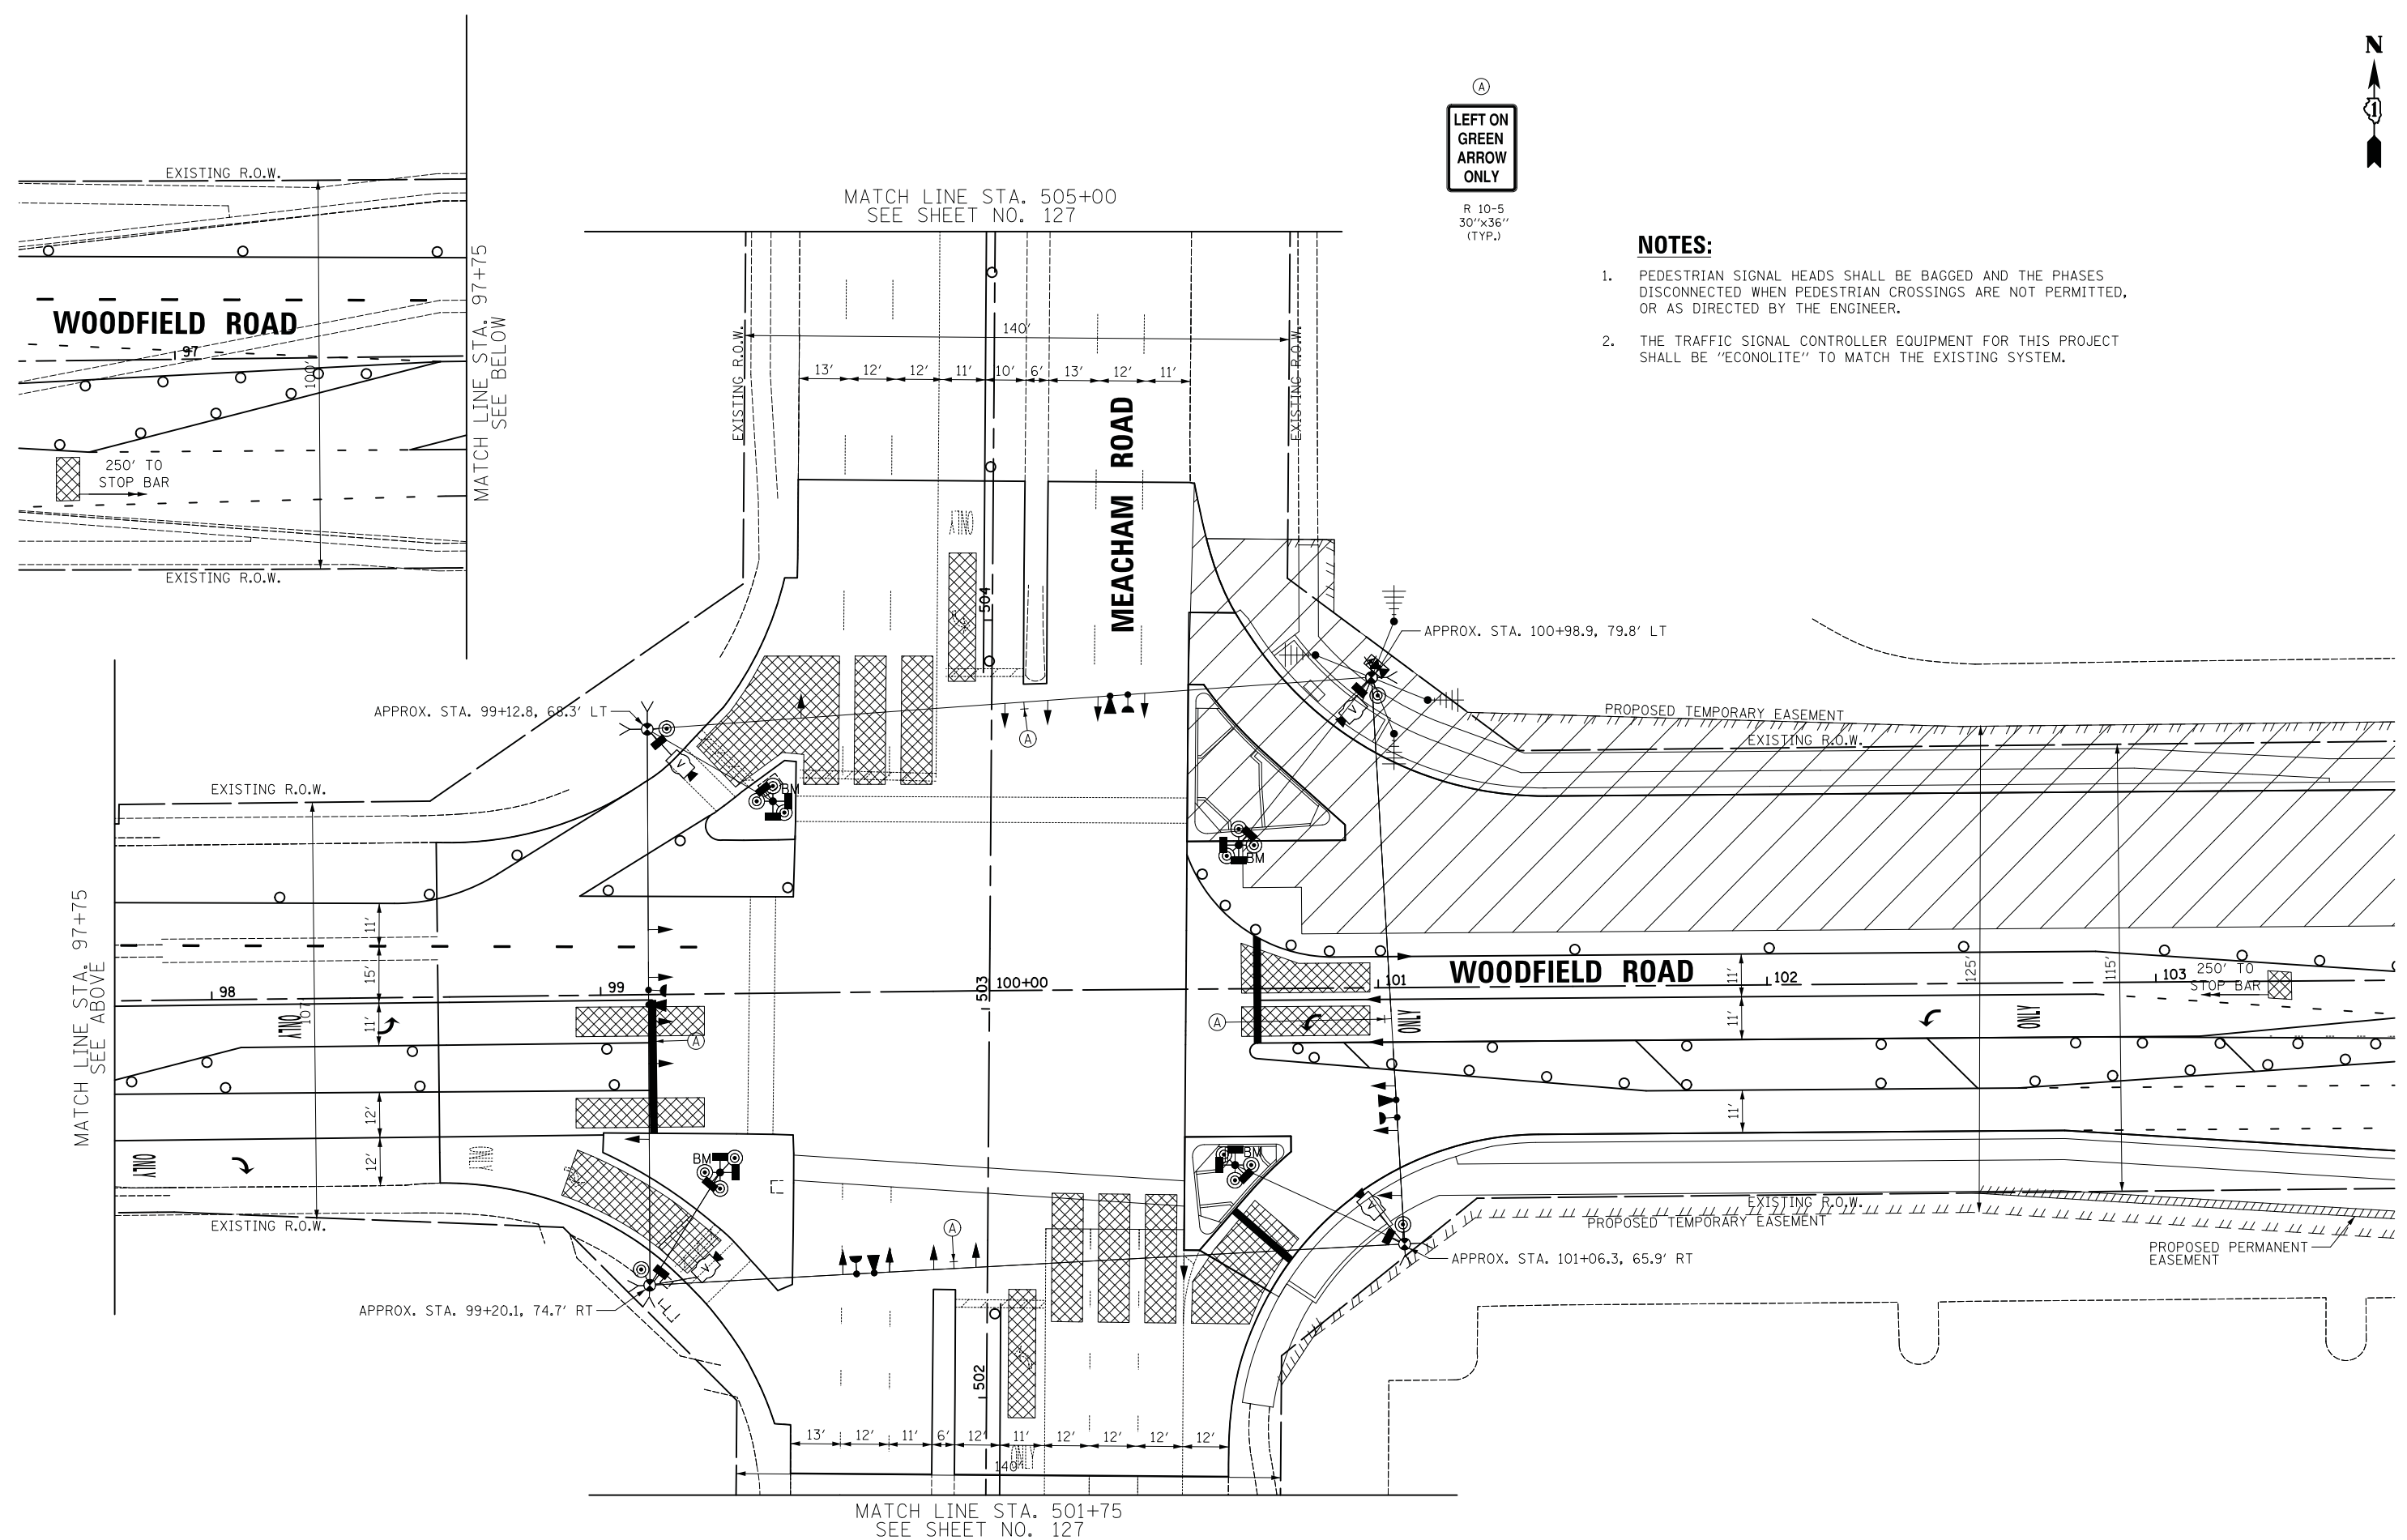 N
1
A
LEFT ON
GREEN
ARROW
ONLY
R 10-5
30"x36"
(TYP.)
NOTES:
1. PEDESTRIAN SIGNAL HEADS SHALL BE BAGGED AND THE PHASES
DISCONNECTED WHEN PEDESTRIAN CROSSINGS ARE NOT PERMITTED,
OR AS DIRECTED BY THE ENGINEER.
2. THE TRAFFIC SIGNAL CONTROLLER EQUIPMENT FOR THIS PROJECT
SHALL BE "ECONOLITE" TO MATCH THE EXISTING SYSTEM.
EXISTING R.O.W.
WOODFIELD ROAD
97
100'
250' TO
STOP BAR
EXISTING R.O.W.
MATCH LINE STA. 97+75
SEE BELOW
MATCH LINE STA. 505+00
SEE SHEET NO. 127
EXISTING R.O.W.
140'
EXISTING R.O.W.
13' 12' 12' 11' 10' 6' 13' 12' 11'
MEACHAM ROAD
ONLY
504
APPROX. STA. 100+98.9, 79.8' LT
APPROX. STA. 99+12.8, 68.3' LT
A
V
V
BM
BM
PROPOSED TEMPORARY EASEMENT
EXISTING R.O.W.
EXISTING R.O.W.
MATCH LINE STA. 97+75
SEE ABOVE
11'
15'
98
99
503
100+00
101
WOODFIELD ROAD
102
103
250' TO
STOP BAR
125'
115'
11'
11'
11'
107'
ONLY
11'
A
A
ONLY
ONLY
12'
12'
ONLY
ONLY
BM
BM
V
V
EXISTING R.O.W.
EXISTING R.O.W.
PROPOSED TEMPORARY EASEMENT
PROPOSED PERMANENT
EASEMENT
A
APPROX. STA. 101+06.3, 65.9' RT
APPROX. STA. 99+20.1, 74.7' RT
502
13' 12' 11' 6' 12' 11' 12' 12' 12' 12'
ONLY
140'
MATCH LINE STA. 501+75
SEE SHEET NO. 127